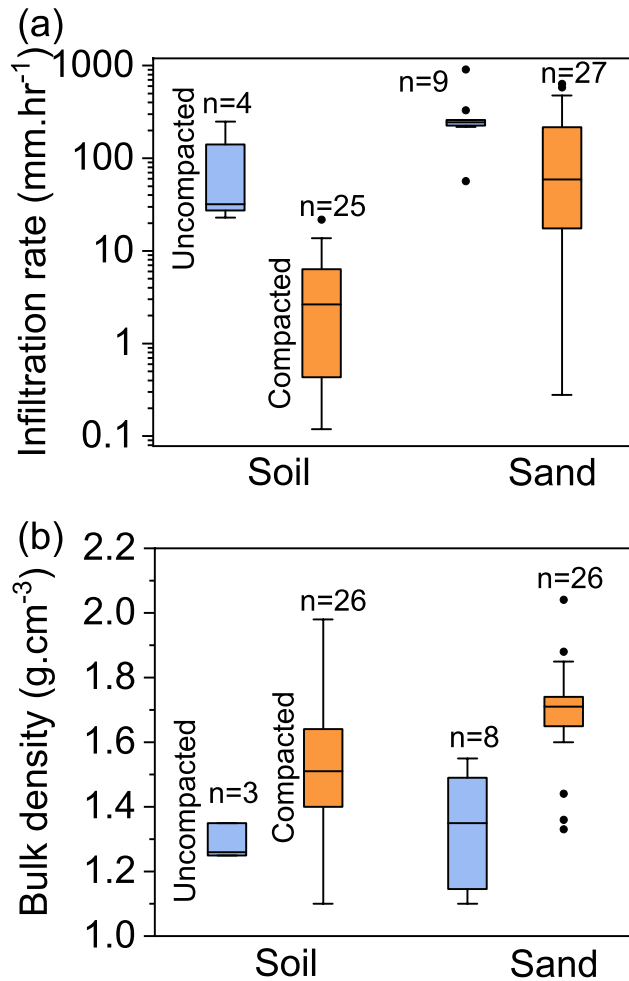 (a)
Infiltration rate (mm.hr⁻¹)
1000
100
10
1
0.1
Uncompacted
n=4
Compacted
n=25
n=9
n=27
Soil
Sand
(b)
Bulk density (g.cm⁻³)
2.2
2.0
1.8
1.6
1.4
1.2
1.0
Uncompacted
n=3
Compacted
n=26
n=8
n=26
Soil
Sand